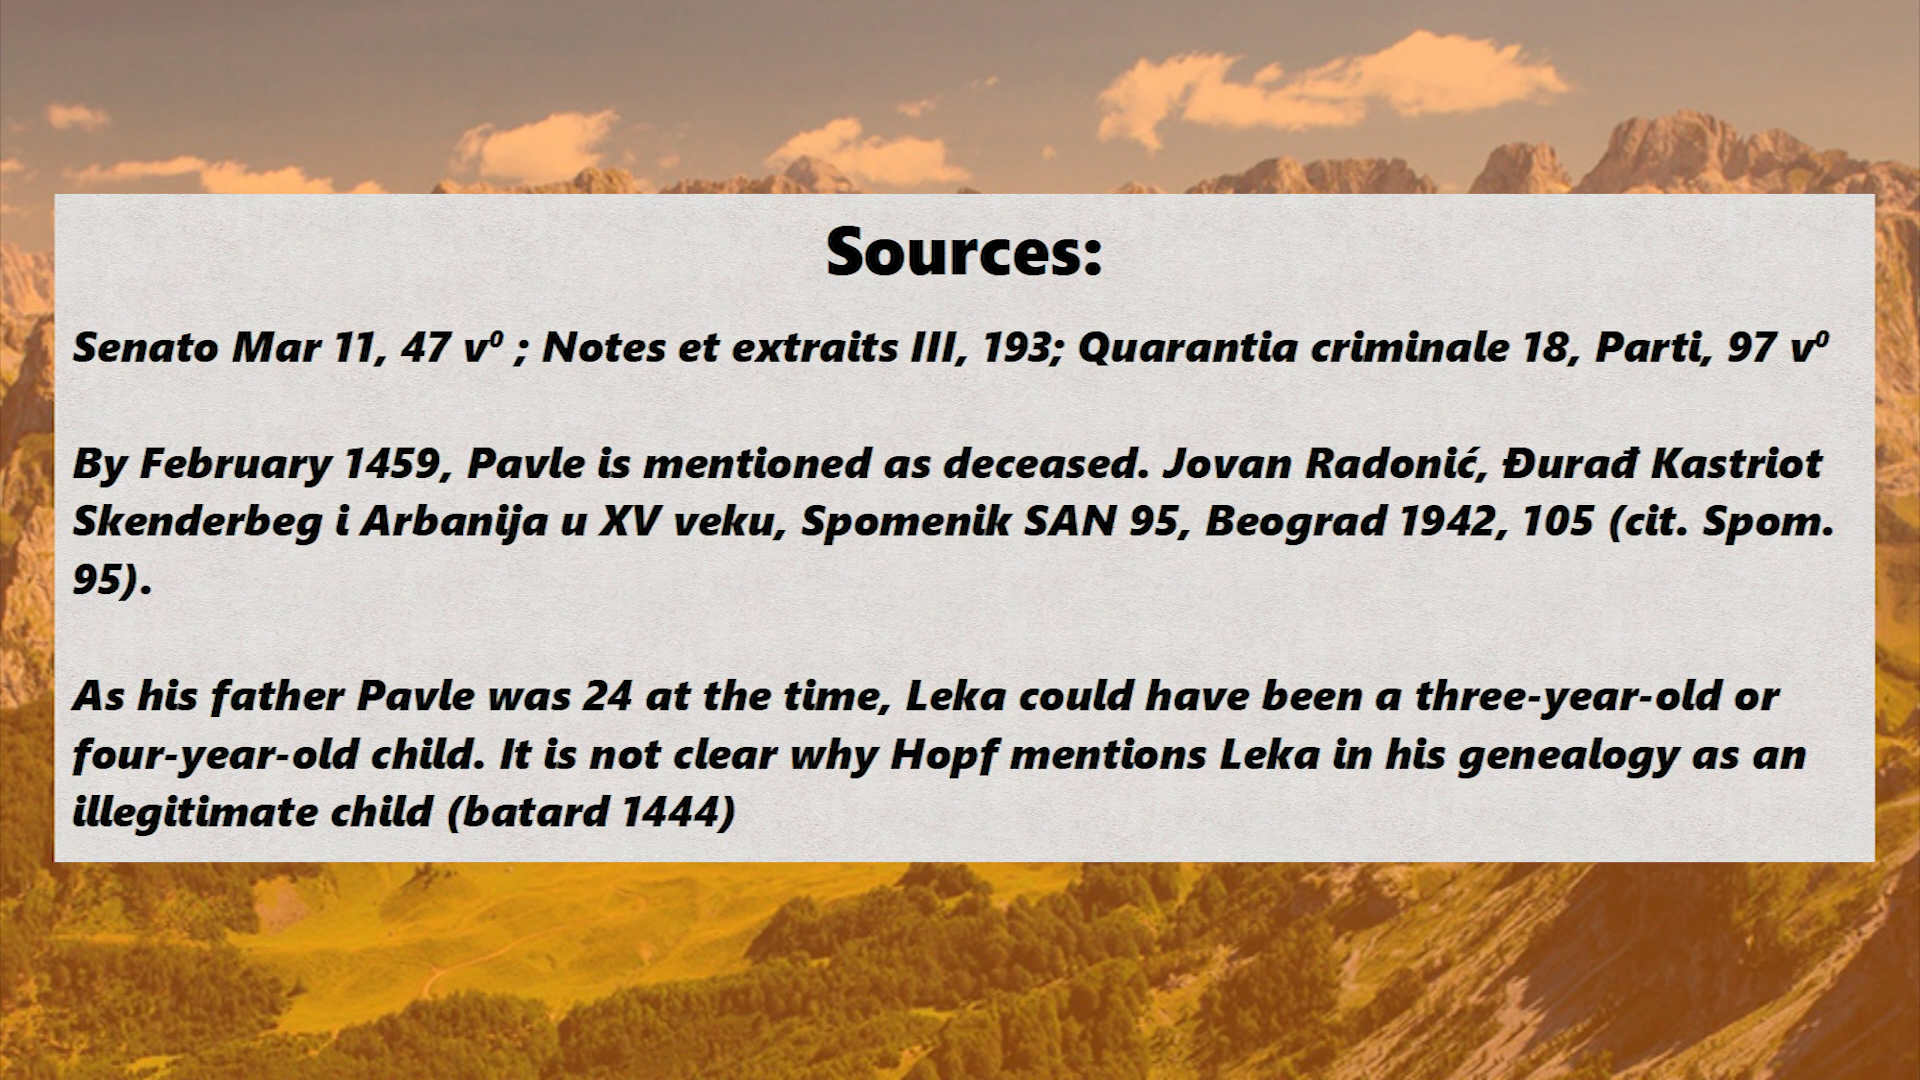 Sources:
Senato Mar 11, 47 v⁰ ; Notes et extraits III, 193; Quarantia criminale 18, Parti, 97 v⁰
By February 1459, Pavle is mentioned as deceased. Jovan Radonić, Đurađ Kastriot
Skenderbeg i Arbanija u XV veku, Spomenik SAN 95, Beograd 1942, 105 (cit. Spom.
95).
As his father Pavle was 24 at the time, Leka could have been a three-year-old or
four-year-old child. It is not clear why Hopf mentions Leka in his genealogy as an
illegitimate child (batard 1444)